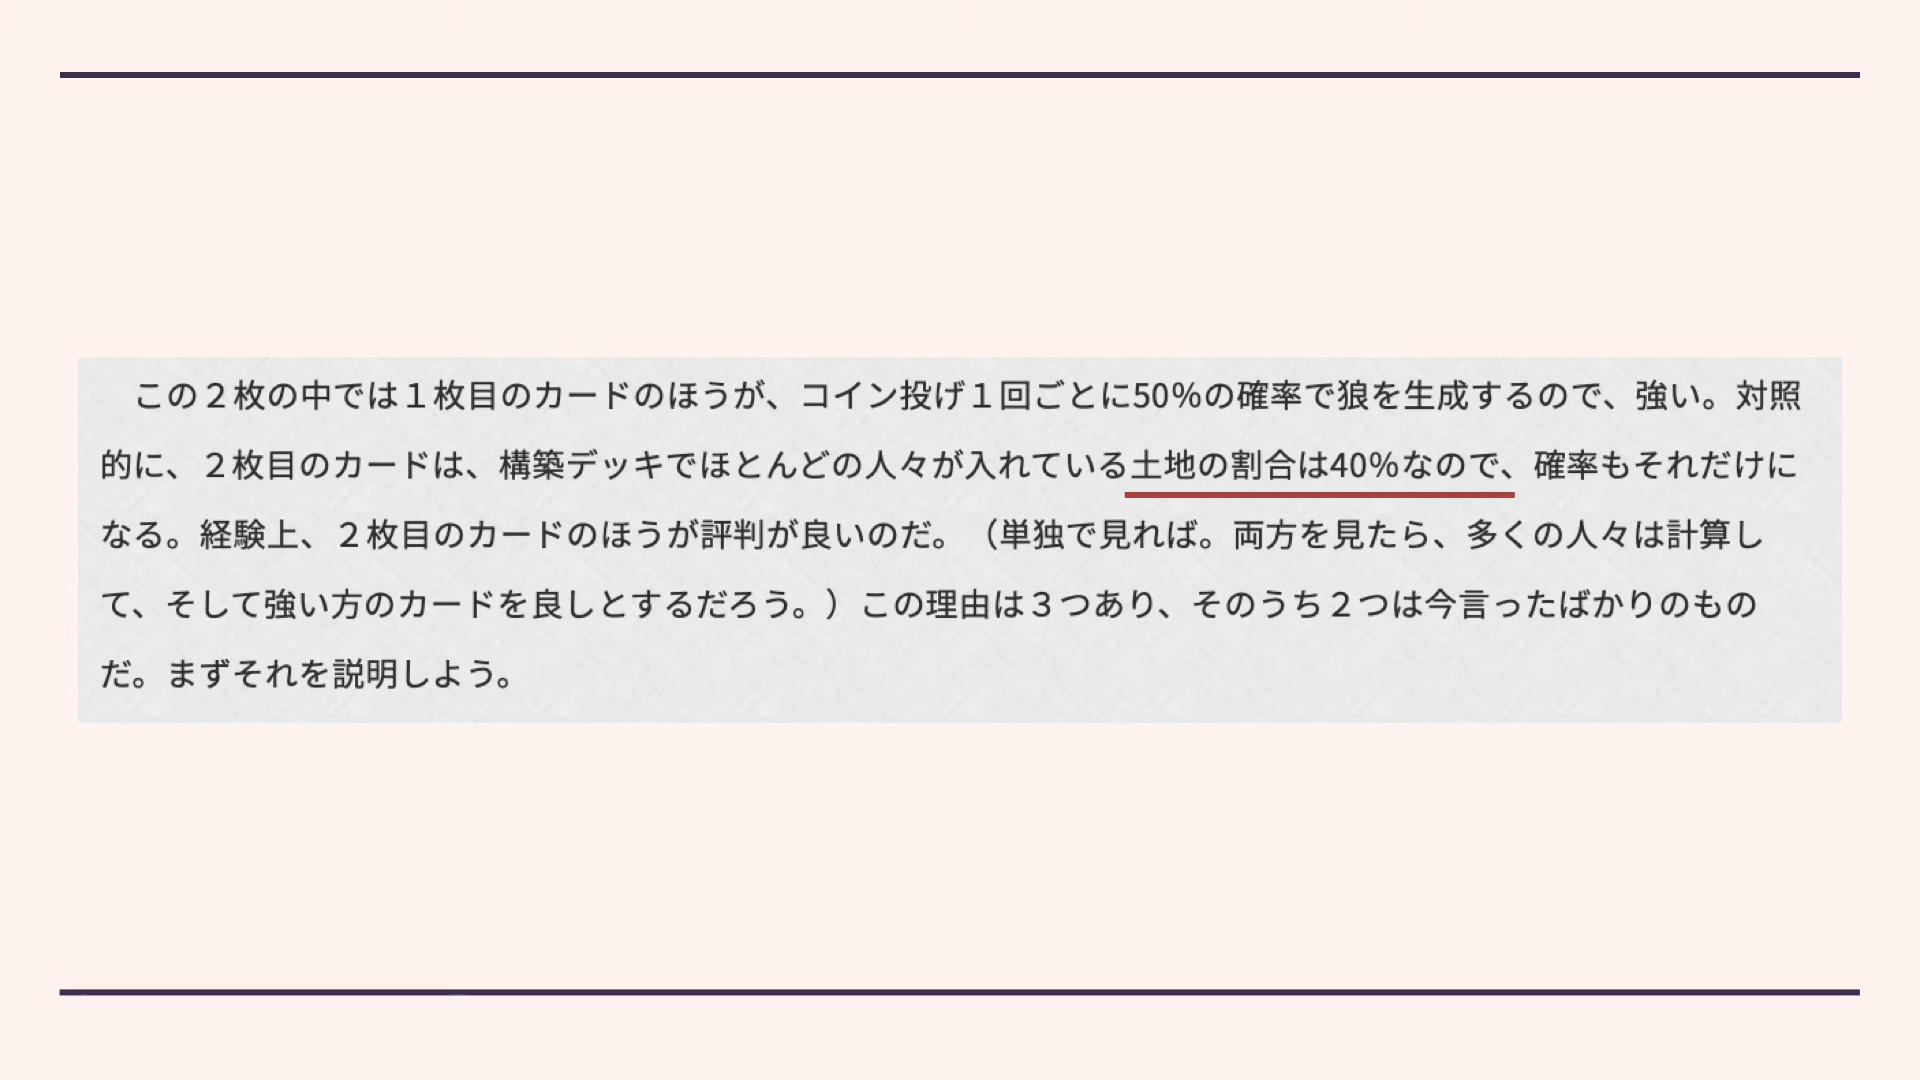 この２枚の中では１枚目のカードのほうが、コイン投げ１回ごとに50％の確率で狼を生成するので、強い。対照
的に、２枚目のカードは、構築デッキでほとんどの人々が入れている土地の割合は40％なので、確率もそれだけに
なる。経験上、２枚目のカードのほうが評判が良いのだ。（単独で見れば。両方を見たら、多くの人々は計算し
て、そして強い方のカードを良しとするだろう。）この理由は３つあり、そのうち２つは今言ったばかりのもの
だ。まずそれを説明しよう。